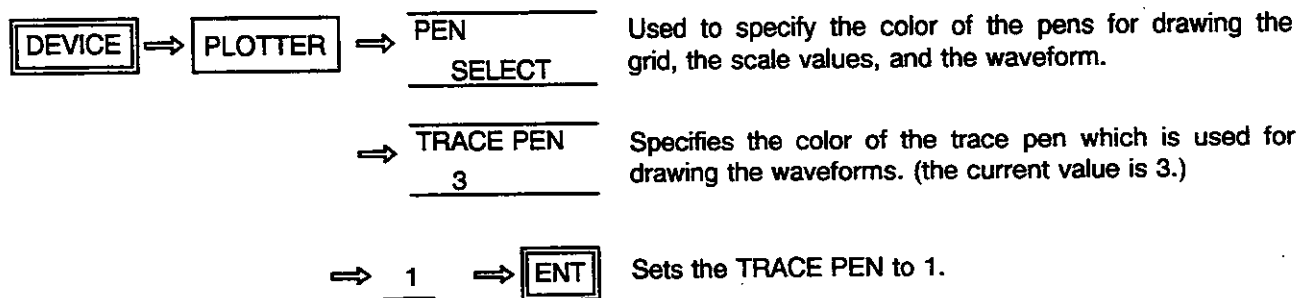 DEVICE ⇒ PLOTTER ⇒ PEN
SELECT
Used to specify the color of the pens for drawing the
grid, the scale values, and the waveform.
⇒ TRACE PEN
3
Specifies the color of the trace pen which is used for
drawing the waveforms. (the current value is 3.)
⇒ 1 ⇒ ENT Sets the TRACE PEN to 1.